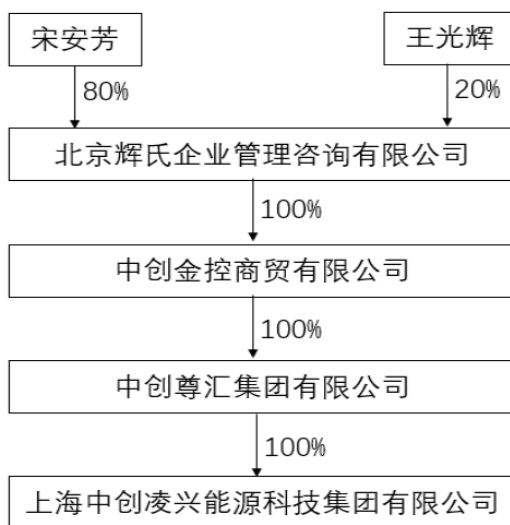 宋安芳
王光辉
80%
20%
北京辉氏企业管理咨询有限公司
100%
中创金控商贸有限公司
100%
中创尊汇集团有限公司
100%
上海中创凌兴能源科技集团有限公司